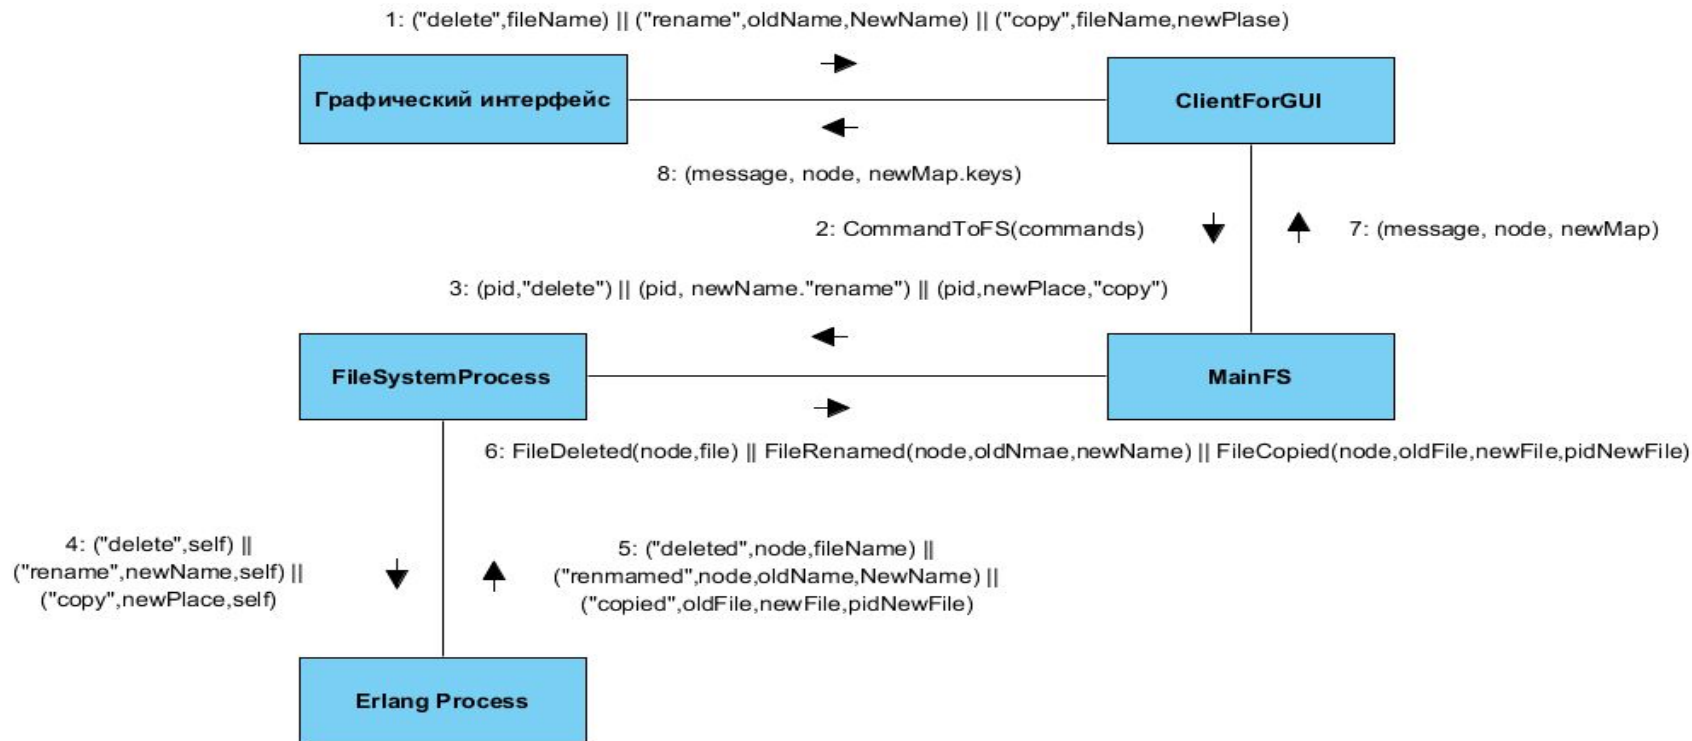 1: ("delete",fileName) || ("rename",oldName,NewName) || ("copy",fileName,newPlase)
Графический интерфейс
ClientForGUI
8: (message, node, newMap.keys)
2: CommandToFS(commands)
7: (message, node, newMap)
3: (pid,"delete") || (pid, newName."rename") || (pid,newPlace,"copy")
FileSystemProcess
MainFS
6: FileDeleted(node,file) || FileRenamed(node,oldNmae,newName) || FileCopied(node,oldFile,newFile,pidNewFile)
4: ("delete",self) ||
("rename",newName,self) ||
("copy",newPlace,self)
5: ("deleted",node,fileName) ||
("renmamed",node,oldName,NewName) ||
("copied",oldFile,newFile,pidNewFile)
Erlang Process